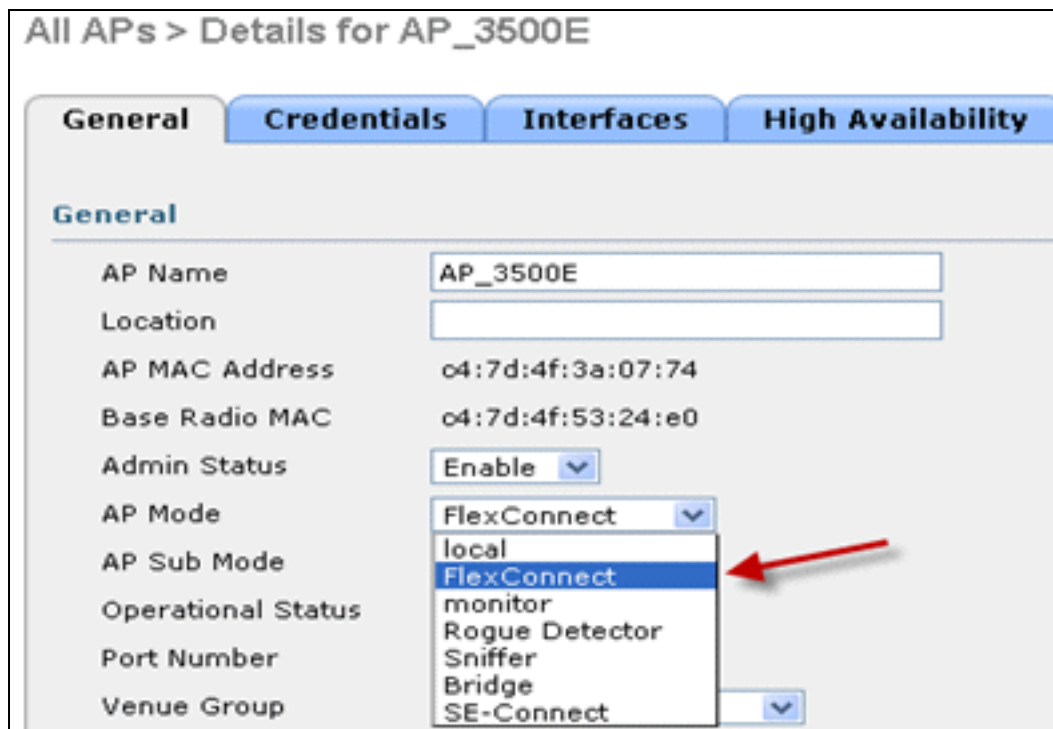 All APs > Details for AP_3500E
General Credentials Interfaces High Availability
General
AP Name AP_3500E
Location
AP MAC Address c4:7d:4f:3a:07:74
Base Radio MAC c4:7d:4f:53:24:e0
Admin Status Enable
AP Mode FlexConnect
local
AP Sub Mode
FlexConnect
monitor
Operational Status
Rogue Detector
Port Number
Sniffer
Bridge
Venue Group
SE-Connect